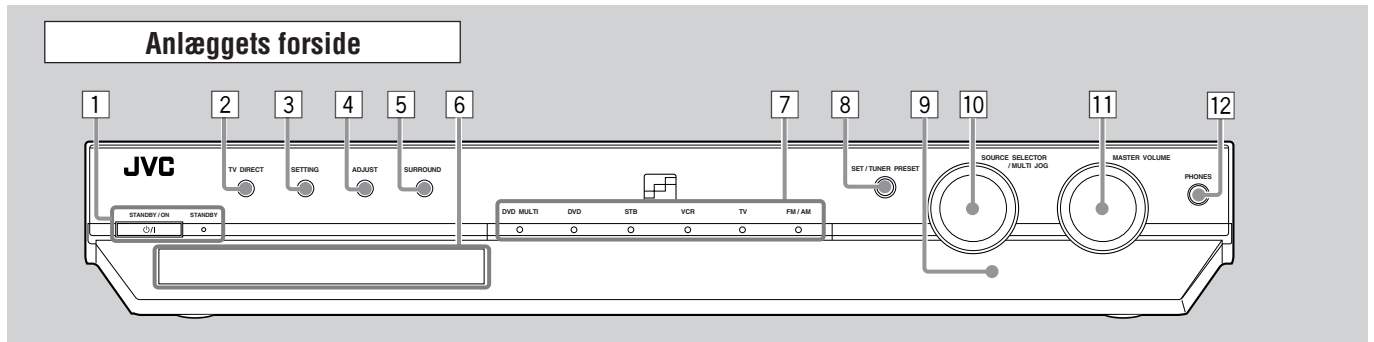 Anlæggets forside
1 2 3 4 5 6 7 8 9 10 11 12
JVC
TV DIRECT SETTING ADJUST SURROUND
SET / TUNER PRESET
SOURCE SELECTOR
/ MULTI JOG
MASTER VOLUME
PHONES
STANDBY / ON STANDBY
⏻/I
DVD MULTI DVD STB VCR TV FM / AM